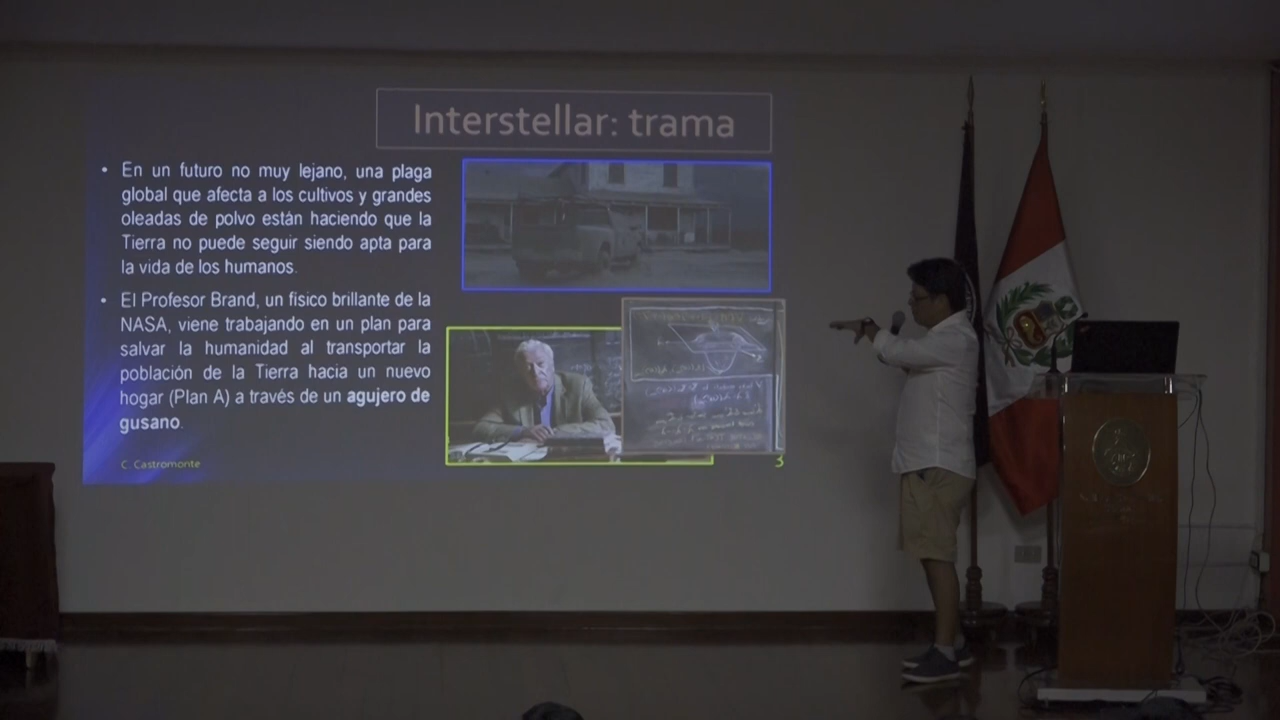 Interstellar: trama
• En un futuro no muy lejano, una plaga
global que afecta a los cultivos y grandes
oleadas de polvo están haciendo que la
Tierra no puede seguir siendo apta para
la vida de los humanos.
• El Profesor Brand, un físico brillante de la
NASA, viene trabajando en un plan para
salvar la humanidad al transportar la
población de la Tierra hacia un nuevo
hogar (Plan A) a través de un agujero de
gusano.
C. Castromonte
3